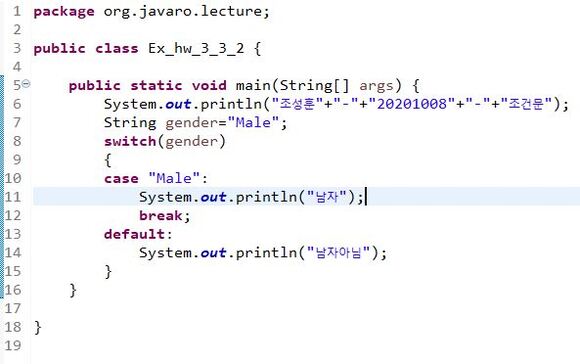 1 package org.javaro.lecture;
2
3 public class Ex_hw_3_3_2 {
4
5 public static void main(String[] args) {
6 System.out.println("조성훈"+"-"+"20201008"+"-"+"조건문");
7 String gender="Male";
8 switch(gender)
9 {
10 case "Male":
11 System.out.println("남자");
12 break;
13 default:
14 System.out.println("남자아님");
15 }
16 }
17
18 }
19